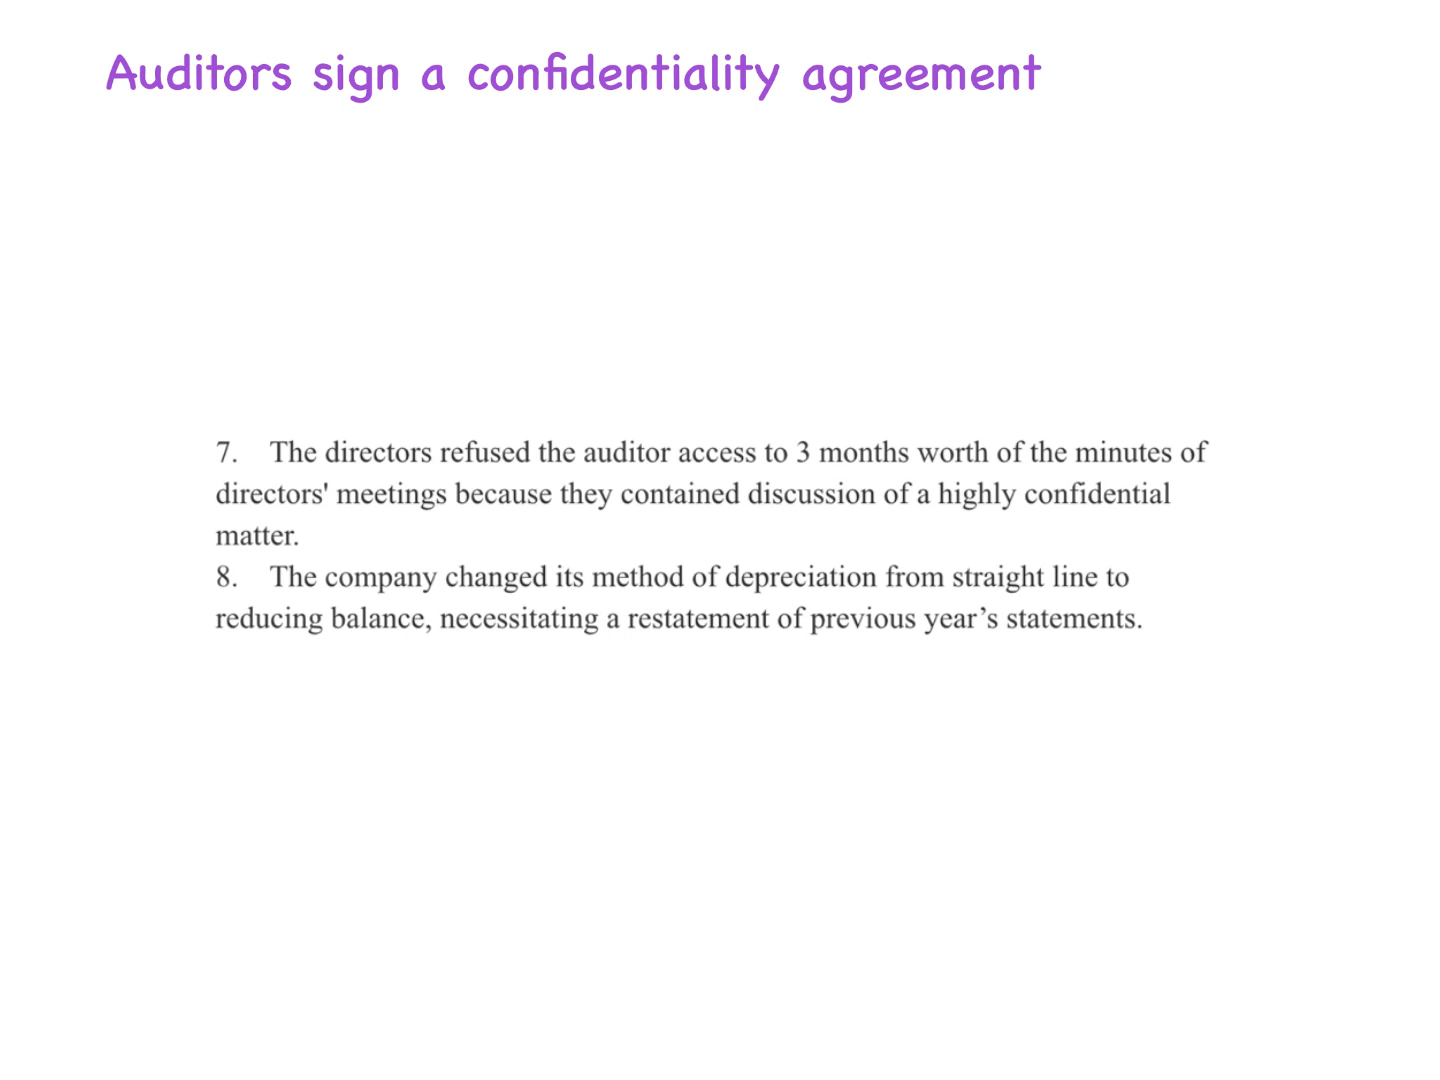 Auditors sign a confidentiality agreement
7. The directors refused the auditor access to 3 months worth of the minutes of
directors' meetings because they contained discussion of a highly confidential
matter.
8. The company changed its method of depreciation from straight line to
reducing balance, necessitating a restatement of previous year’s statements.